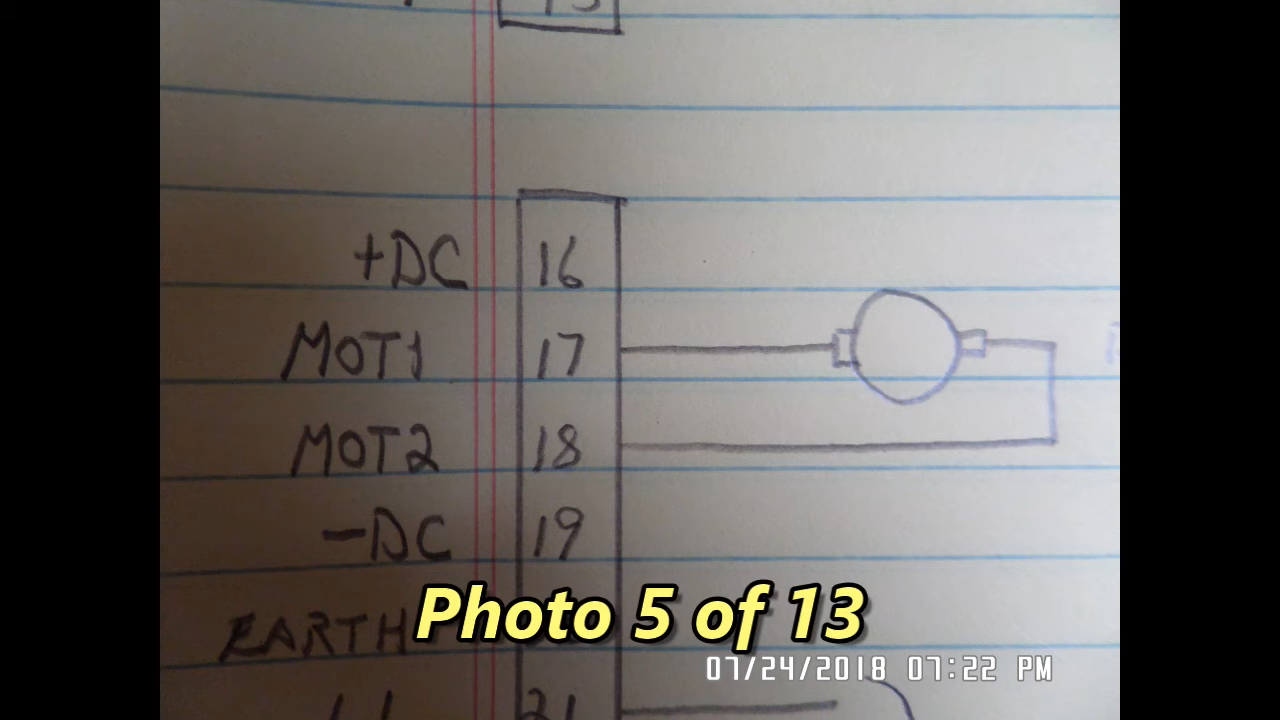 +DC 16
MOT1 17
MOT2 18
-DC 19
EARTH
Photo 5 of 13
07/24/2018 07:22 PM
21